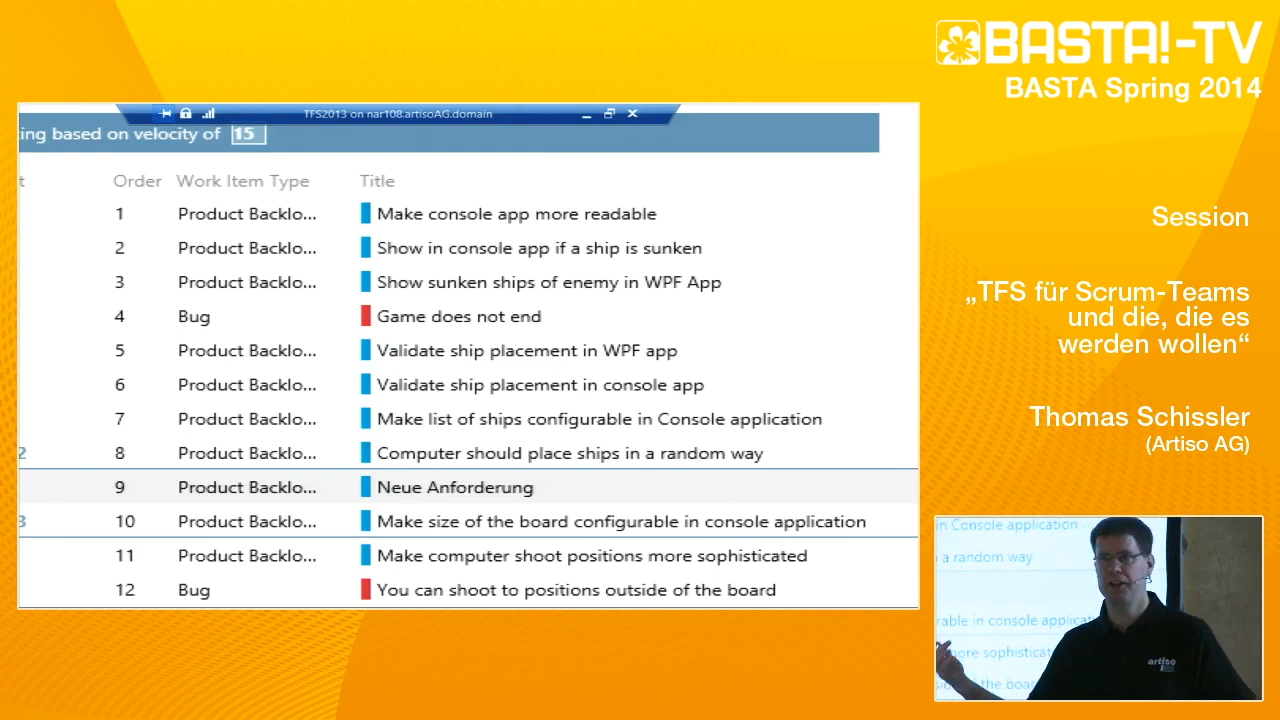 BASTA!-TV
BASTA Spring 2014
TFS2013 on nar108.artisoAG.domain
ing based on velocity of 15
t Order Work Item Type Title
1 Product Backlo... Make console app more readable
2 Product Backlo... Show in console app if a ship is sunken
3 Product Backlo... Show sunken ships of enemy in WPF App
4 Bug Game does not end
5 Product Backlo... Validate ship placement in WPF app
6 Product Backlo... Validate ship placement in console app
7 Product Backlo... Make list of ships configurable in Console application
2 8 Product Backlo... Computer should place ships in a random way
9 Product Backlo... Neue Anforderung
3 10 Product Backlo... Make size of the board configurable in console application
11 Product Backlo... Make computer shoot positions more sophisticated
12 Bug You can shoot to positions outside of the board
Session
„TFS für Scrum-Teams
und die, die es
werden wollen“
Thomas Schissler
(Artiso AG)
in Console application
a random way
rable in console applicat
more sophisticat
the boar
artiso